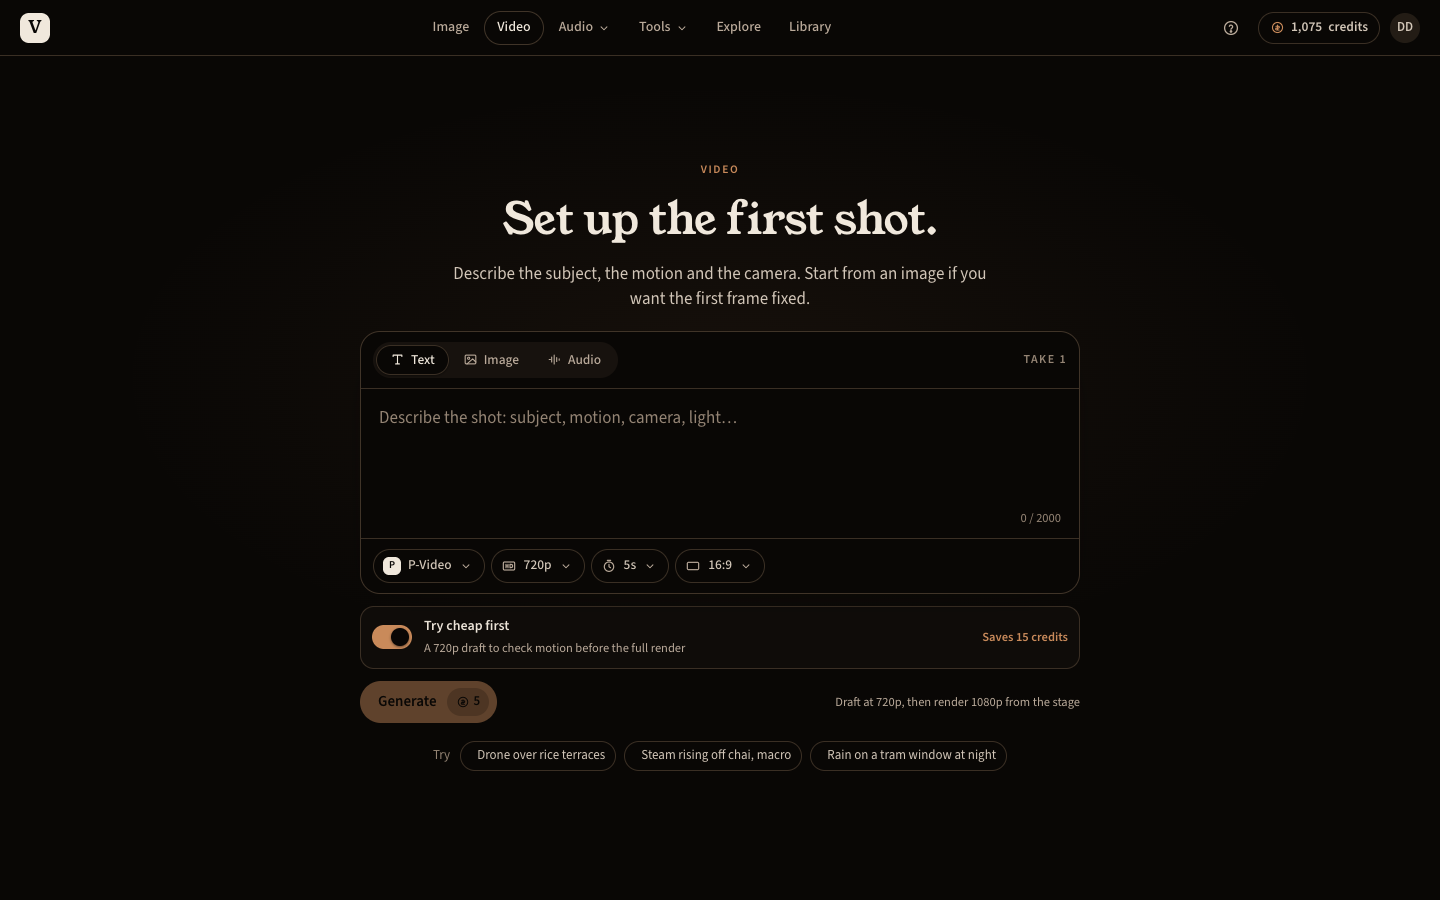 V
Image
Video
Audio
Tools
Explore
Library
1,075 credits
DD
VIDEO
Set up the first shot.
Describe the subject, the motion and the camera. Start from an image if you
want the first frame fixed.
Text
Image
Audio
TAKE 1
Describe the shot: subject, motion, camera, light…
0 / 2000
P
P-Video
HD
720p
5s
16:9
Try cheap first
A 720p draft to check motion before the full render
Saves 15 credits
Generate
5
Draft at 720p, then render 1080p from the stage
Try
Drone over rice terraces
Steam rising off chai, macro
Rain on a tram window at night